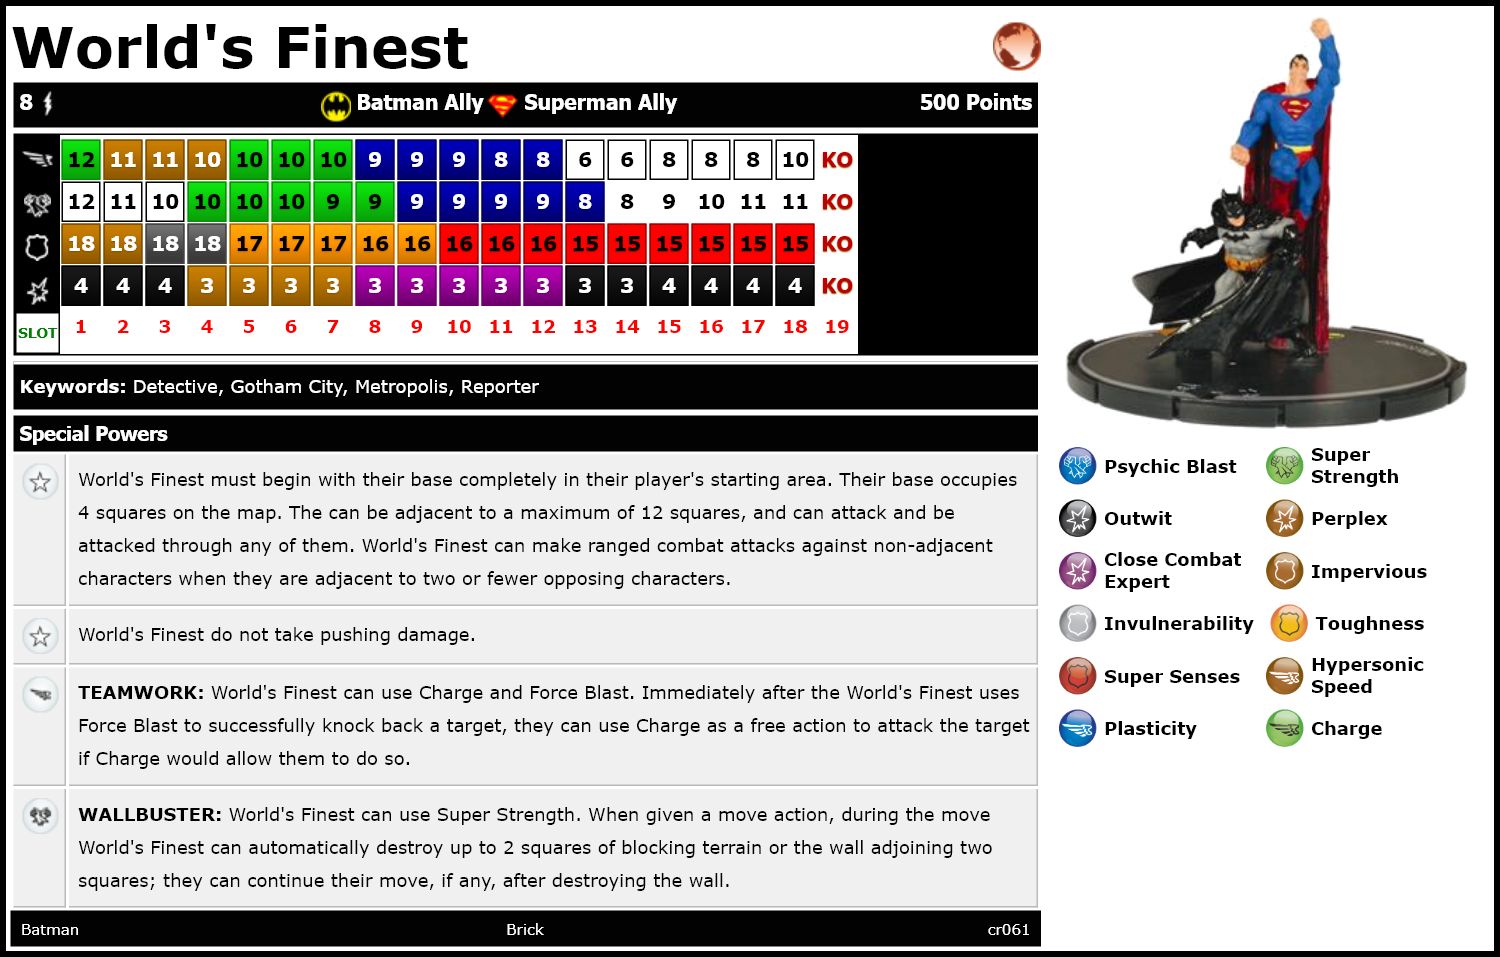 World's Finest
8 Batman Ally Superman Ally 500 Points
12 11 11 10 10 10 10 9 9 9 8 8 6 6 8 8 8 10 KO
12 11 10 10 10 10 9 9 9 9 9 9 8 8 9 10 11 11 KO
18 18 18 18 17 17 17 16 16 16 16 16 15 15 15 15 15 15 KO
4 4 4 3 3 3 3 3 3 3 3 3 3 3 4 4 4 4 KO
SLOT 1 2 3 4 5 6 7 8 9 10 11 12 13 14 15 16 17 18 19
Keywords: Detective, Gotham City, Metropolis, Reporter
Special Powers
World's Finest must begin with their base completely in their player's starting area. Their base occupies
4 squares on the map. The can be adjacent to a maximum of 12 squares, and can attack and be
attacked through any of them. World's Finest can make ranged combat attacks against non-adjacent
characters when they are adjacent to two or fewer opposing characters.
World's Finest do not take pushing damage.
TEAMWORK: World's Finest can use Charge and Force Blast. Immediately after the World's Finest uses
Force Blast to successfully knock back a target, they can use Charge as a free action to attack the target
if Charge would allow them to do so.
WALLBUSTER: World's Finest can use Super Strength. When given a move action, during the move
World's Finest can automatically destroy up to 2 squares of blocking terrain or the wall adjoining two
squares; they can continue their move, if any, after destroying the wall.
Batman Brick cr061
Psychic Blast
Super
Strength
Outwit
Perplex
Close Combat
Expert
Impervious
Invulnerability
Toughness
Super Senses
Hypersonic
Speed
Plasticity
Charge